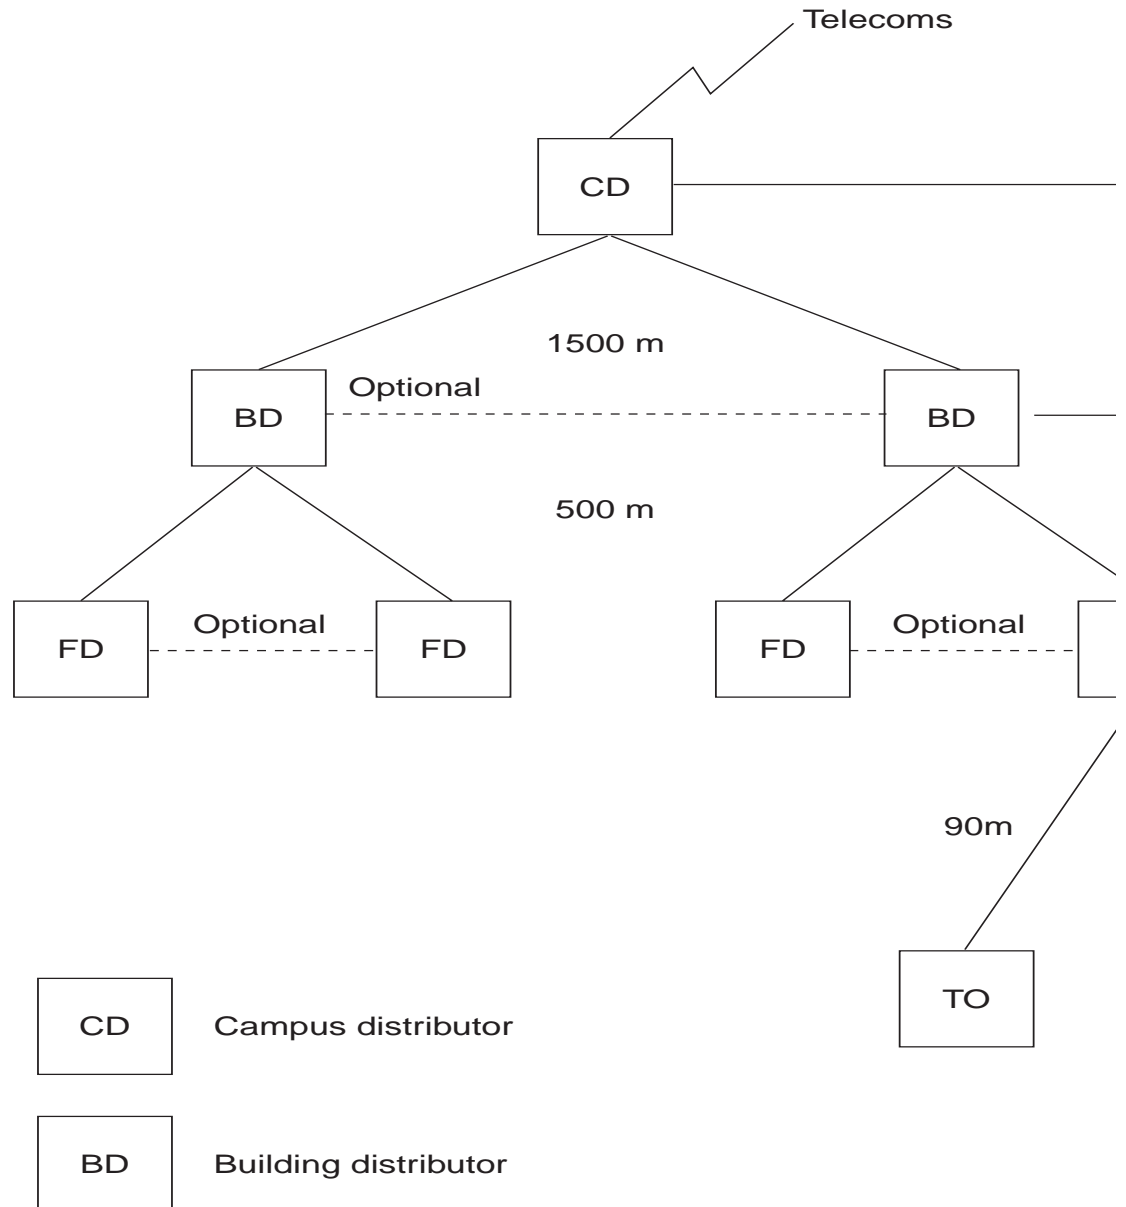 Telecoms
CD
1500 m
Optional
BD
BD
500 m
Optional
Optional
FD
FD
FD
90m
TO
CD Campus distributor
BD Building distributor